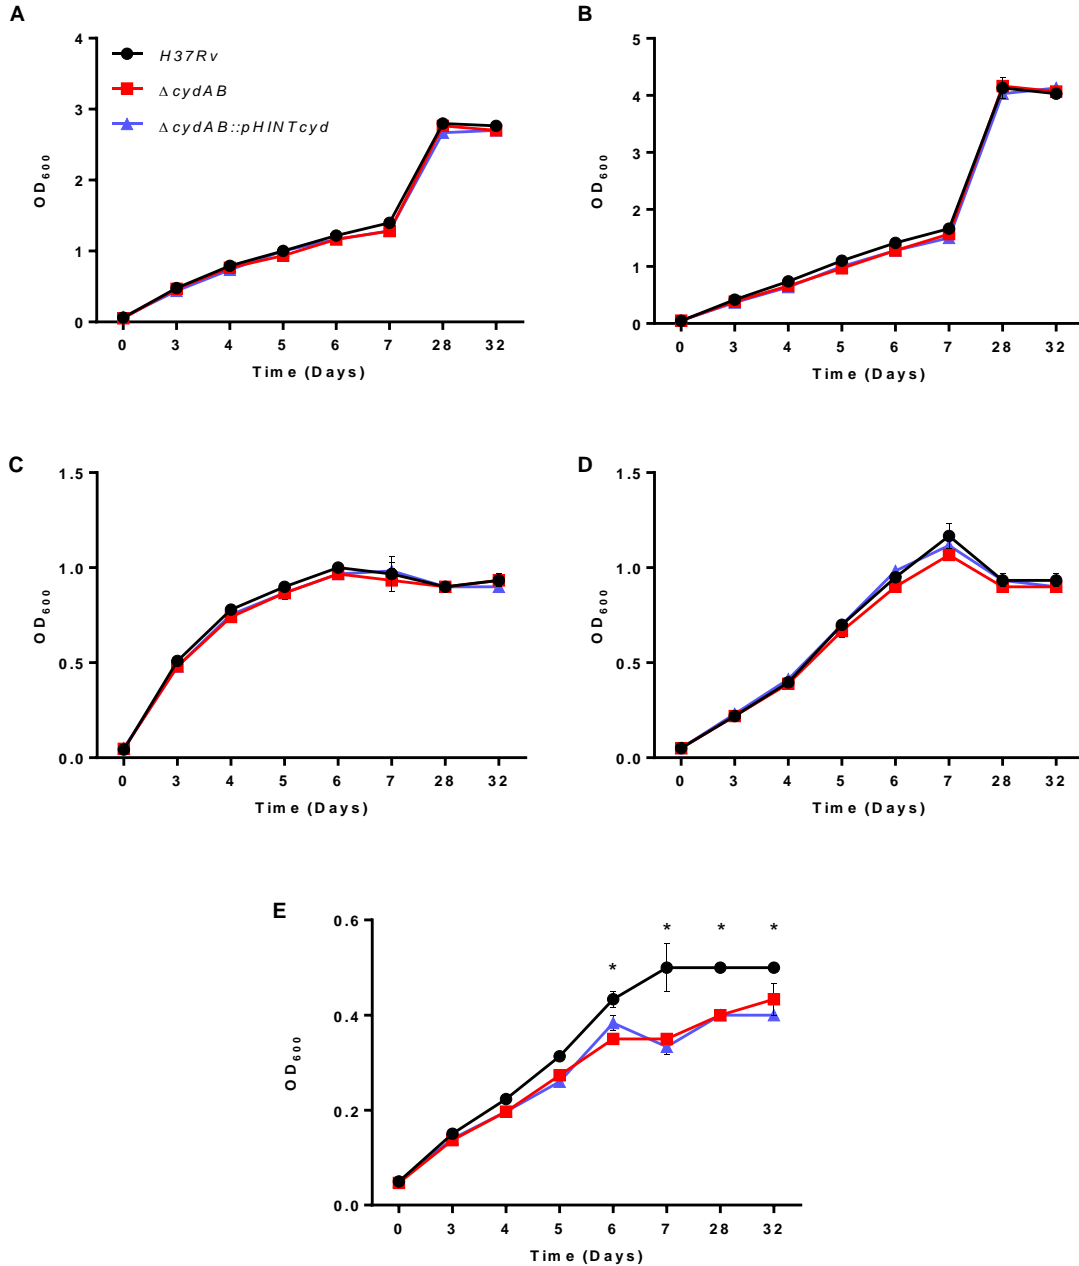 A
4
3
2
1
0
OD600
H37Rv
ΔcydAB
ΔcydAB::pHINTcyd
0 3 4 5 6 7 28 32
Time (Days)
B
5
4
3
2
1
0
OD600
0 3 4 5 6 7 28 32
Time (Days)
C
1.5
1.0
0.5
0.0
OD600
0 3 4 5 6 7 28 32
Time (Days)
D
1.5
1.0
0.5
0.0
OD600
0 3 4 5 6 7 28 32
Time (Days)
E
0.6
0.4
0.2
0.0
OD600
* * * *
0 3 4 5 6 7 28 32
Time (Days)